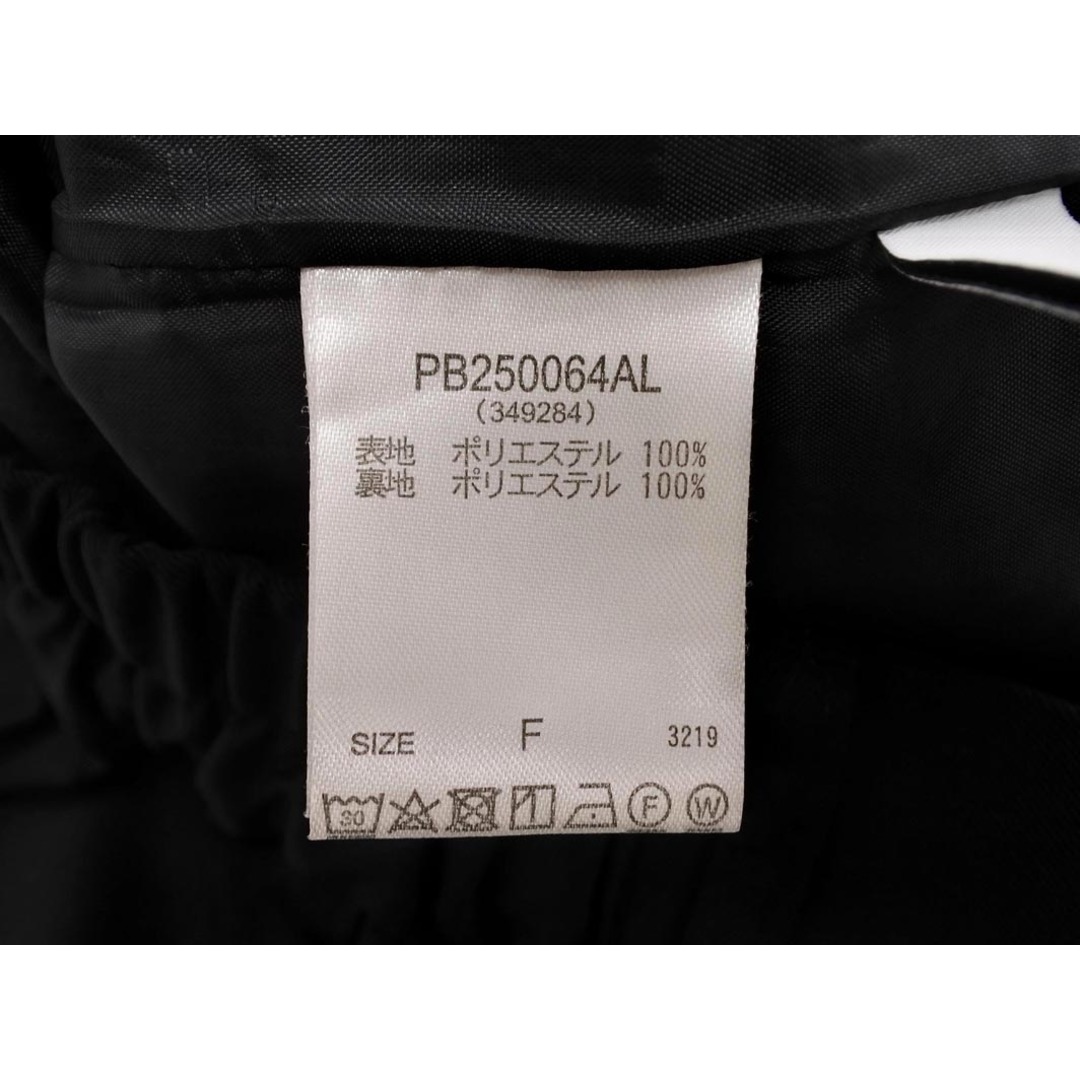 PB250064AL
(349284)
表地 ポリエステル 100%
裏地 ポリエステル 100%
SIZE F 3219
30 F W